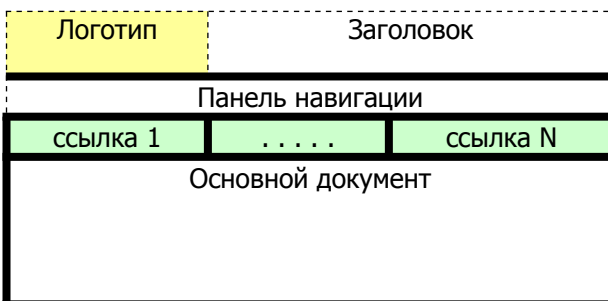 Логотип Заголовок
Панель навигации
ссылка 1 . . . . . ссылка N
Основной документ